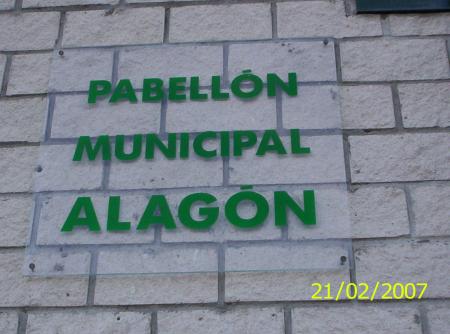 PABELLÓN
MUNICIPAL
ALAGÓN
21/02/2007